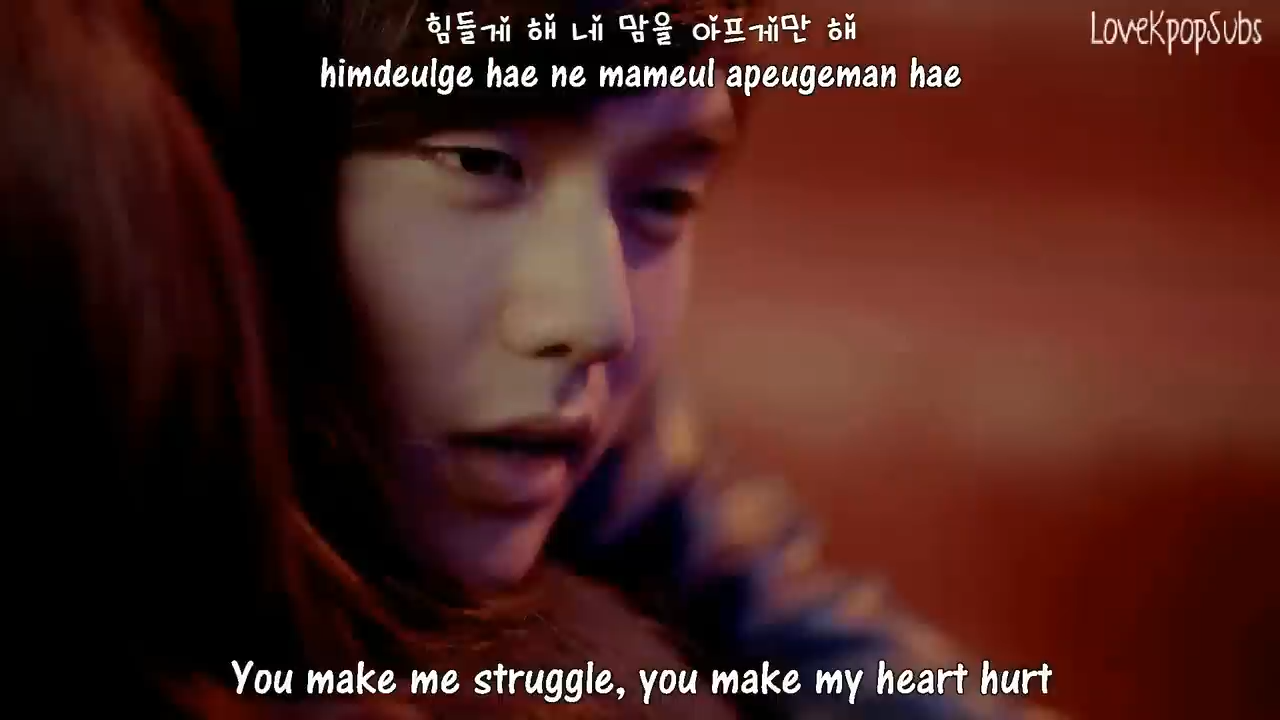 힘들게 해 네 맘을 아프게만 해
LoveKpopSubs
himdeulge hae ne mameul apeugeman hae
You make me struggle, you make my heart hurt